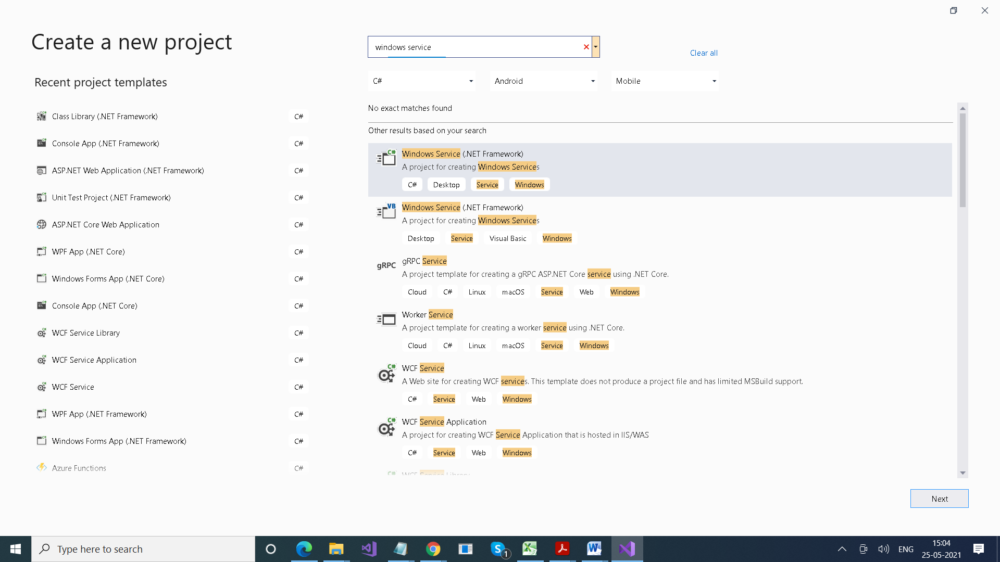 Create a new project
windows service
Clear all
C#
Android
Mobile
Recent project templates
Class Library (.NET Framework)
C#
Console App (.NET Framework)
C#
ASP.NET Web Application (.NET Framework)
C#
Unit Test Project (.NET Framework)
C#
ASP.NET Core Web Application
C#
WPF App (.NET Core)
C#
Windows Forms App (.NET Core)
C#
Console App (.NET Core)
C#
WCF Service Library
C#
WCF Service Application
C#
WCF Service
C#
WPF App (.NET Framework)
C#
Windows Forms App (.NET Framework)
C#
Azure Functions
C#
No exact matches found
Other results based on your search
C#
Windows Service (.NET Framework)
A project for creating Windows Services
C# Desktop Service Windows
VB
Windows Service (.NET Framework)
A project for creating Windows Services
Desktop Service Visual Basic Windows
gRPC
gRPC Service
A project template for creating a gRPC ASP.NET Core service using .NET Core.
Cloud C# Linux macOS Service Web Windows
Worker Service
A project template for creating a worker service using .NET Core.
Cloud C# Linux macOS Service Windows
C#
WCF Service
A Web site for creating WCF services. This template does not produce a project file and has limited MSBuild support.
C# Service Web Windows
C#
WCF Service Application
A project for creating WCF Service Application that is hosted in IIS/WAS
C# Service Web Windows
C#
WCF Service Library
Next
Type here to search
1
ENG
15:04
25-05-2021